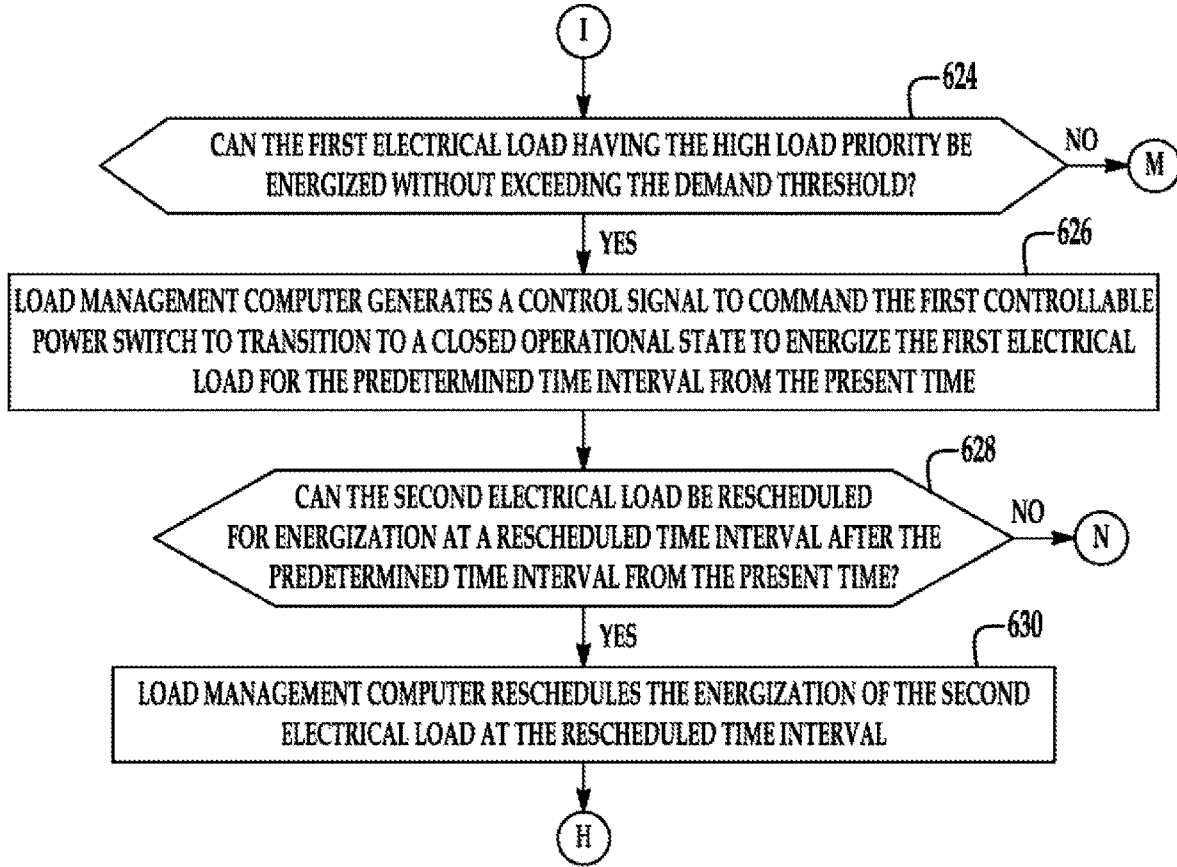 I
624
CAN THE FIRST ELECTRICAL LOAD HAVING THE HIGH LOAD PRIORITY BE
ENERGIZED WITHOUT EXCEEDING THE DEMAND THRESHOLD?
NO
M
YES
626
LOAD MANAGEMENT COMPUTER GENERATES A CONTROL SIGNAL TO COMMAND THE FIRST CONTROLLABLE
POWER SWITCH TO TRANSITION TO A CLOSED OPERATIONAL STATE TO ENERGIZE THE FIRST ELECTRICAL
LOAD FOR THE PREDETERMINED TIME INTERVAL FROM THE PRESENT TIME
628
CAN THE SECOND ELECTRICAL LOAD BE RESCHEDULED
FOR ENERGIZATION AT A RESCHEDULED TIME INTERVAL AFTER THE
PREDETERMINED TIME INTERVAL FROM THE PRESENT TIME?
NO
N
YES
630
LOAD MANAGEMENT COMPUTER RESCHEDULES THE ENERGIZATION OF THE SECOND
ELECTRICAL LOAD AT THE RESCHEDULED TIME INTERVAL
H